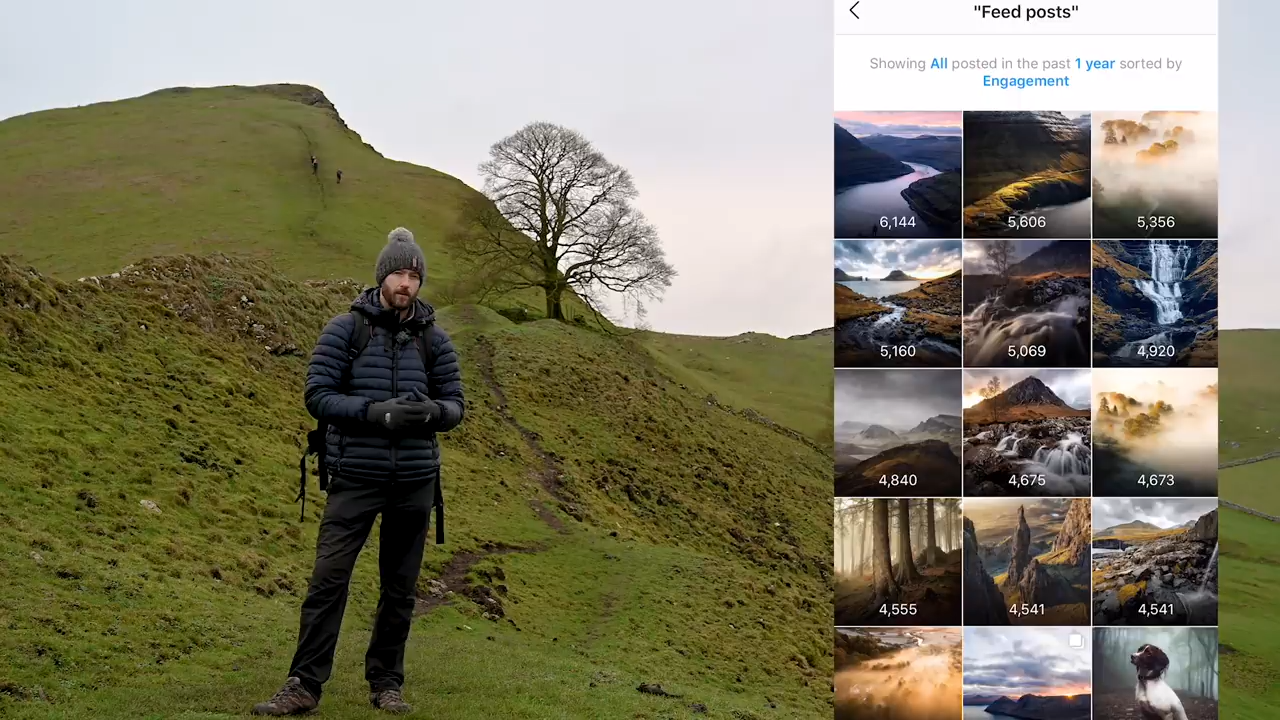 "Feed posts"
Showing All posted in the past 1 year sorted by
Engagement
6,144 5,606 5,356
5,160 5,069 4,920
4,840 4,675 4,673
4,555 4,541 4,541